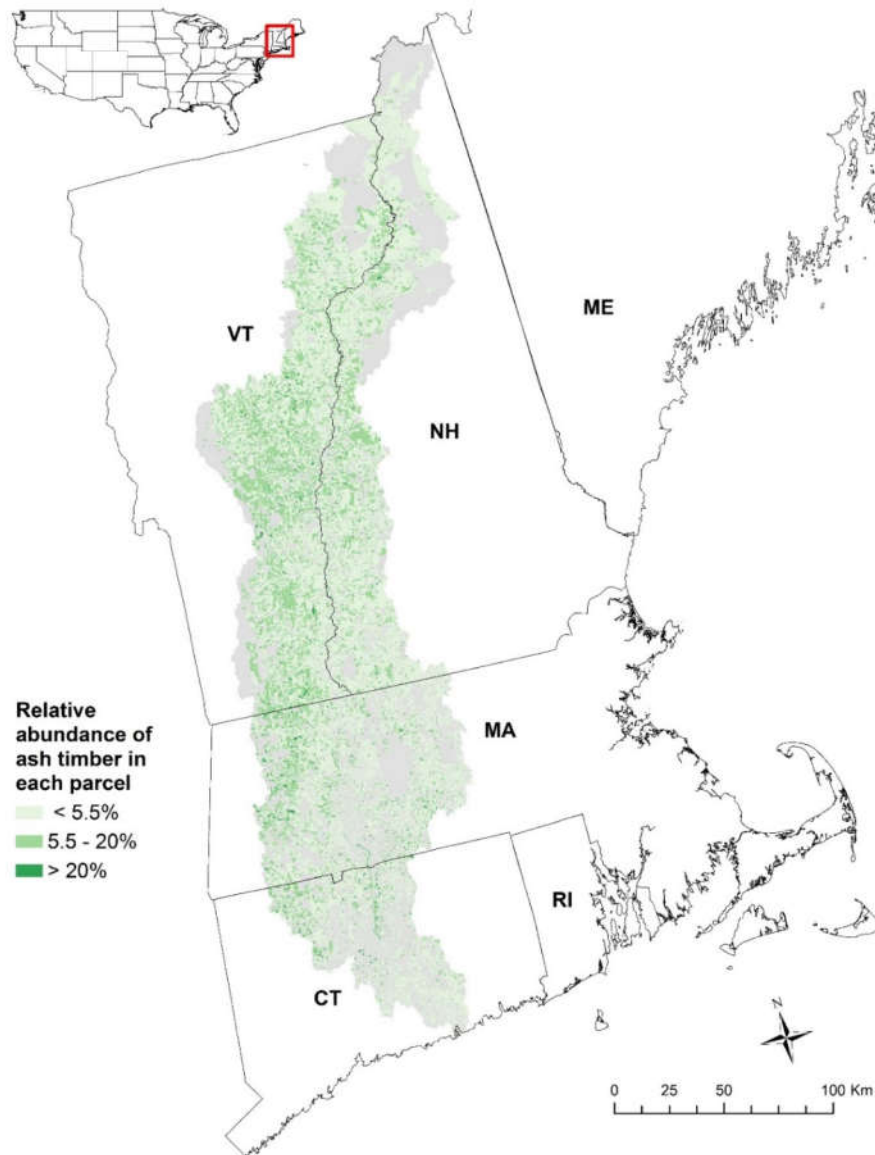 ME
VT
NH
Relative
abundance of
ash timber in
each parcel
< 5.5%
5.5 - 20%
> 20%
MA
RI
CT
N
0 25 50 100 Km